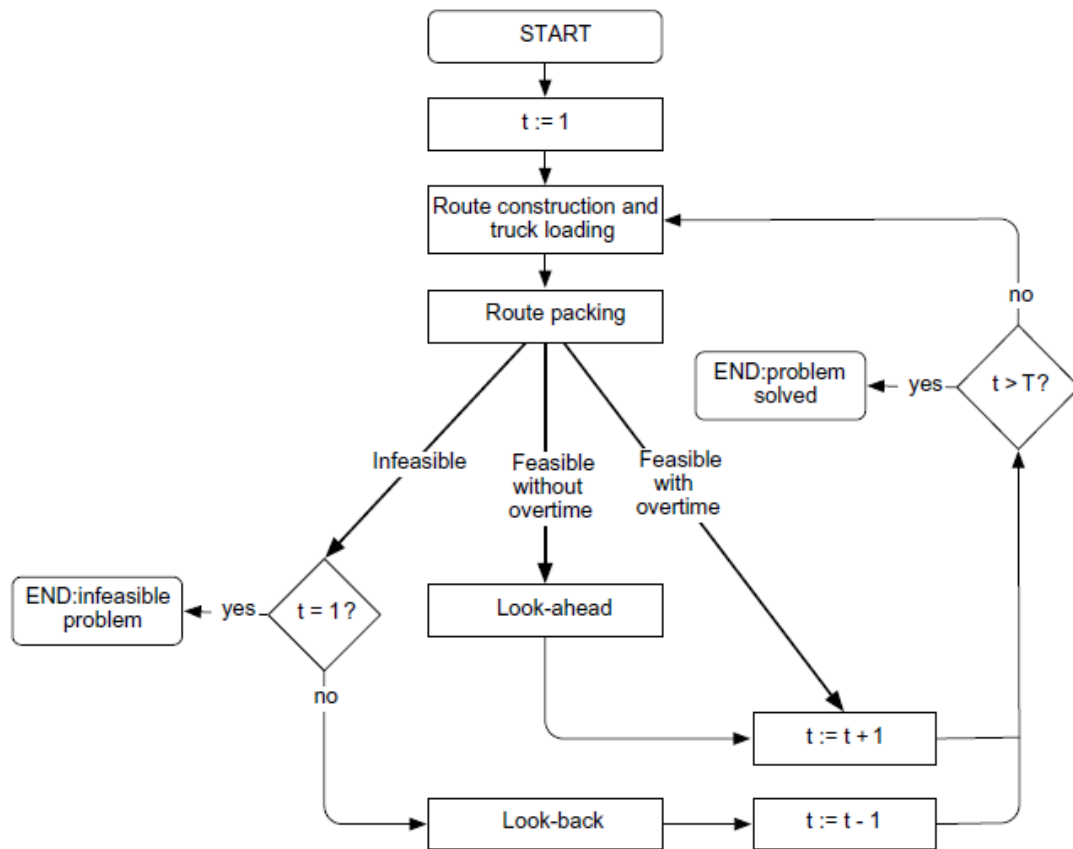 START
t := 1
Route construction and
truck loading
Route packing
no
END:problem
solved
yes
t > T?
Infeasible
Feasible
without
overtime
Feasible
with
overtime
END:infeasible
problem
yes
t = 1?
Look-ahead
no
t := t + 1
Look-back
t := t - 1